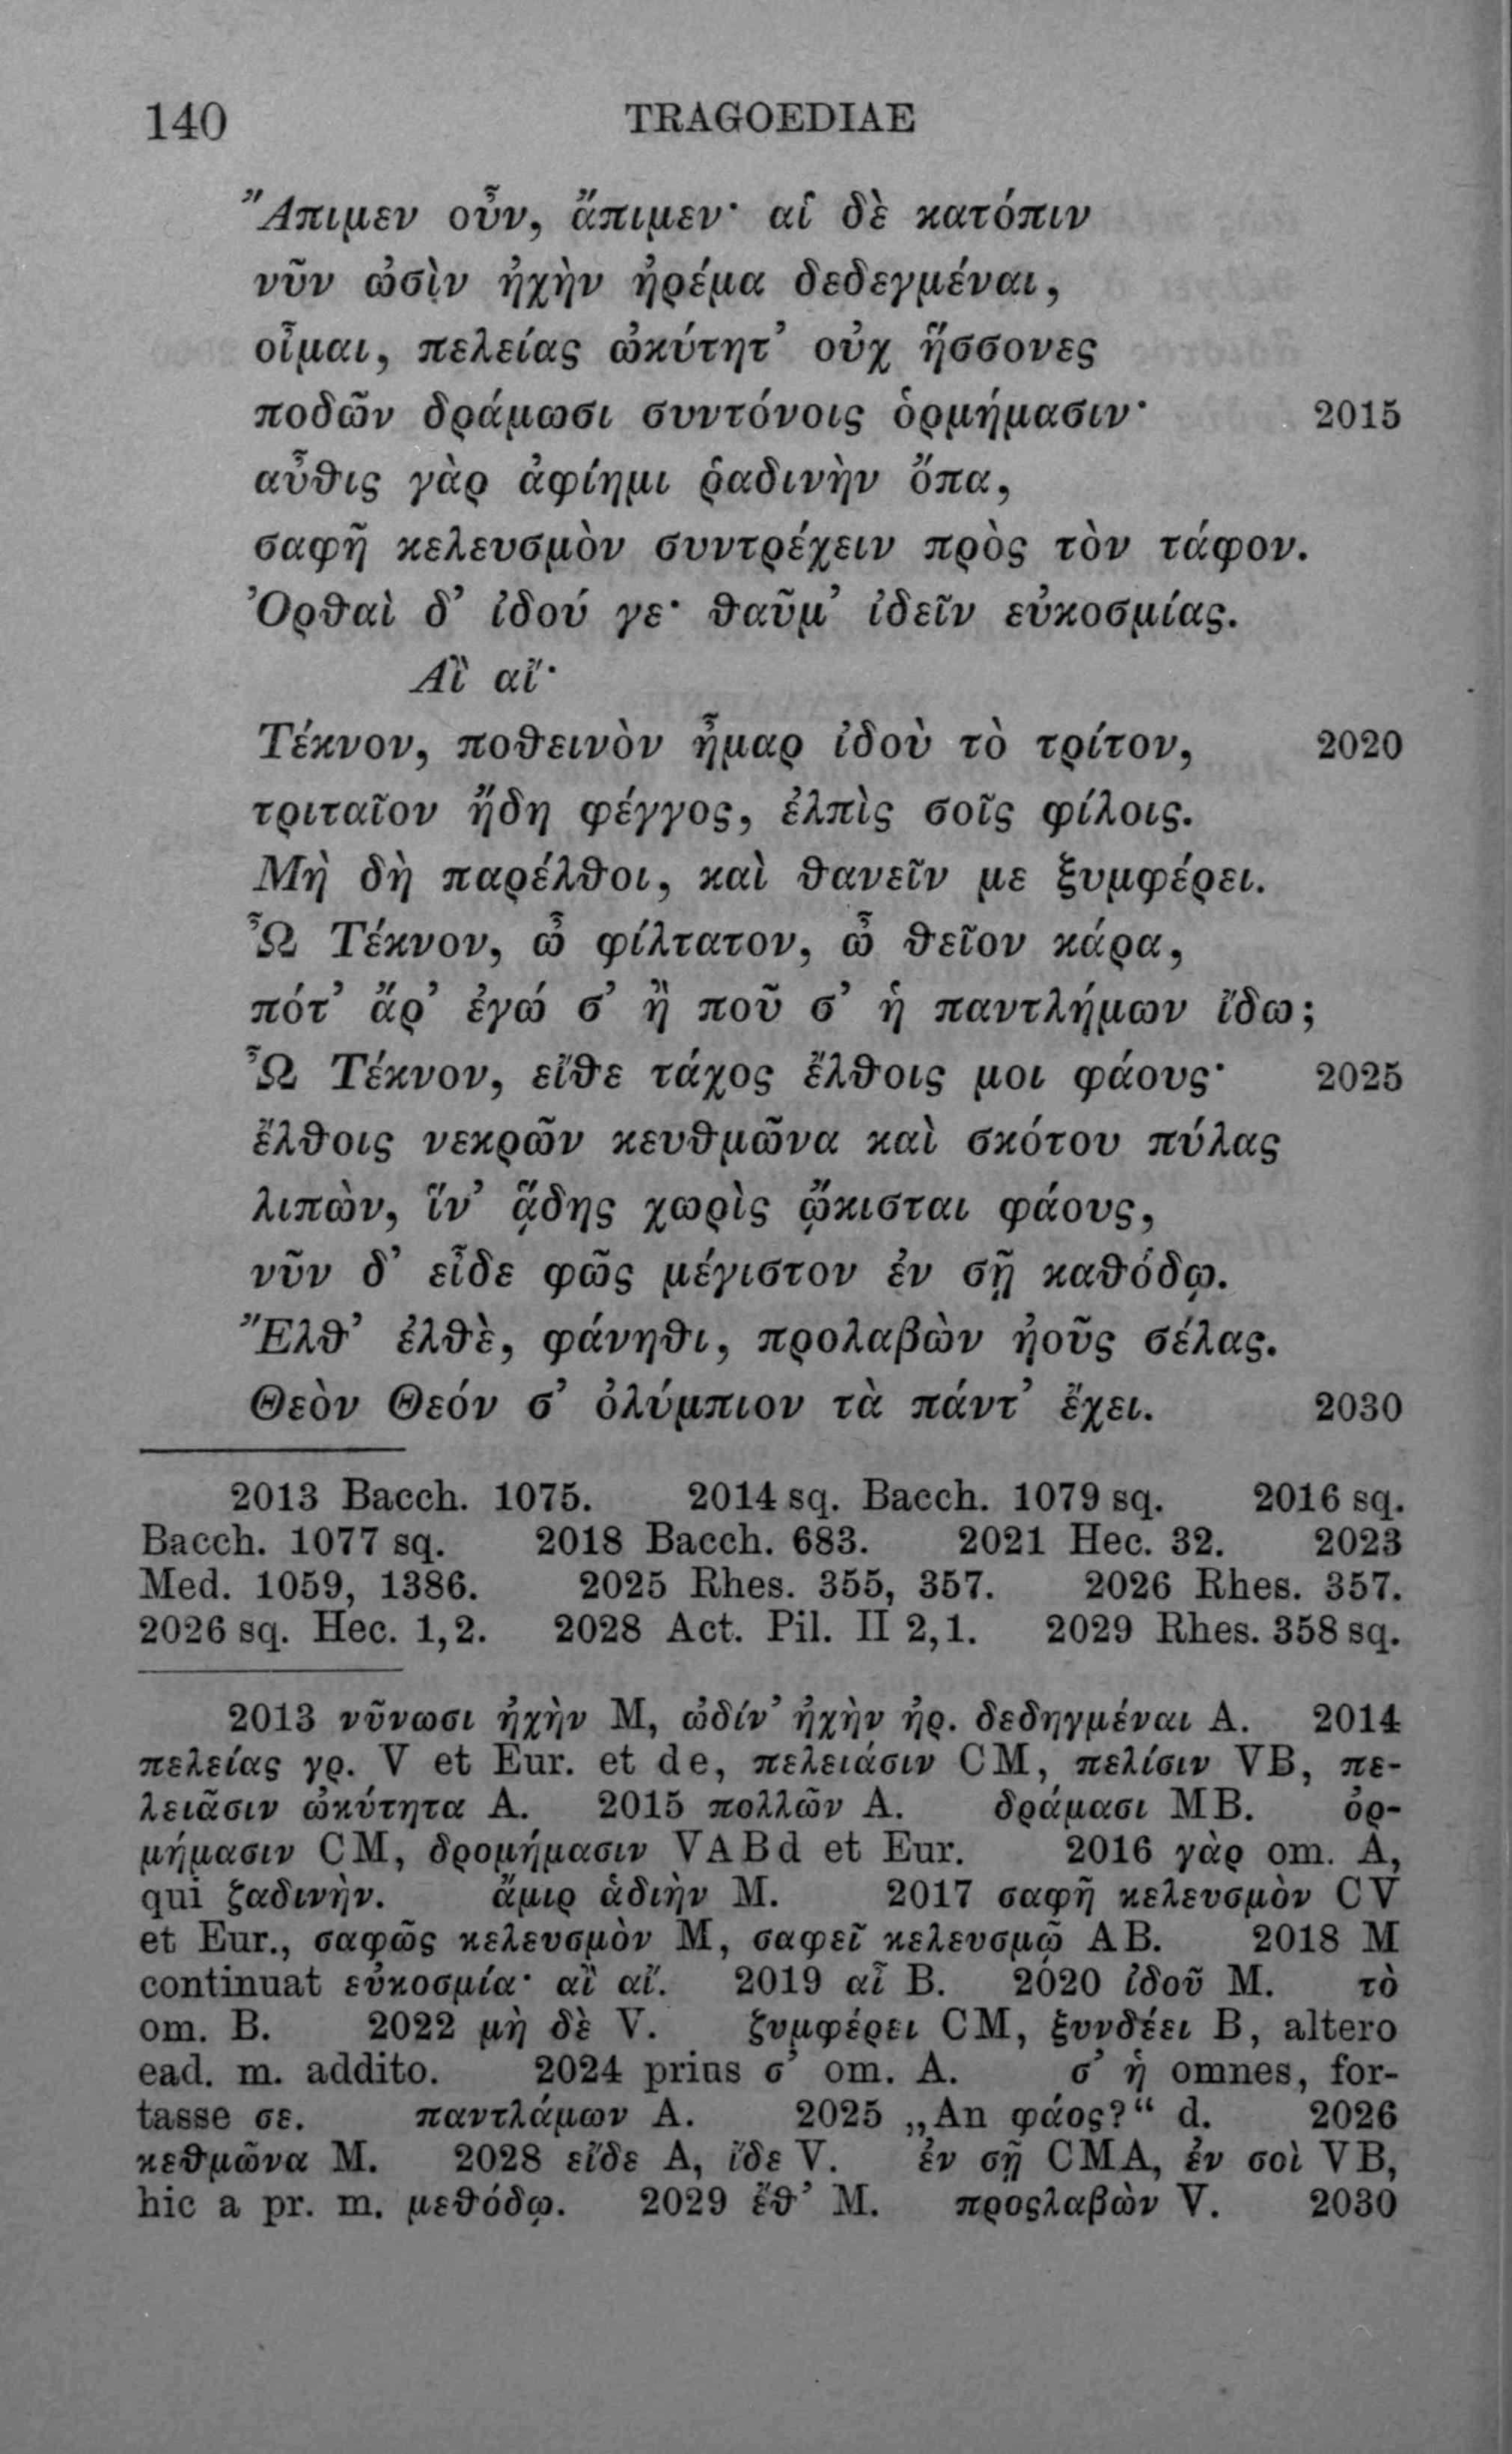 140 TRAGOEDIAE
Ἄπιμεν οὖν, ἄπιμεν· αἱ δὲ κατόπιν
νῦν ὠσὶν ἠχὴν ἠρέμα δεδεγμέναι,
οἶμαι, πελείας ὠκύτητ’ οὐχ ἥσσονες
ποδῶν δράμωσι συντόνοις ὁρμήμασιν· 2015
αὖθις γὰρ ἀφίημι ῥαδινὴν ὄπα,
σαφῆ κελευσμὸν συντρέχειν πρὸς τὸν τάφον.
Ὀρθαὶ δ’ ἰδού γε· θαῦμ’ ἰδεῖν εὐκοσμίας.
Αἲ αἴ·
Τέκνον, ποθεινὸν ἦμαρ ἰδοὺ τὸ τρίτον, 2020
τριταῖον ἤδη φέγγος, ἐλπὶς σοῖς φίλοις.
Μὴ δὴ παρέλθοι, καὶ θανεῖν με ξυμφέρει.
Ὦ Τέκνον, ὦ φίλτατον, ὦ θεῖον κάρα,
πότ’ ἄρ’ ἐγώ σ’ ἢ ποῦ σ’ ἡ παντλήμων ἴδω;
Ὦ Τέκνον, εἴθε τάχος ἔλθοις μοι φάους· 2025
ἔλθοις νεκρῶν κευθμῶνα καὶ σκότου πύλας
λιπὼν, ἵν’ ᾅδης χωρὶς ᾤκισται φάους,
νῦν δ’ εἶδε φῶς μέγιστον ἐν σῇ καθόδῳ.
Ἔλθ’ ἐλθὲ, φάνηθι, προλαβὼν ἠοῦς σέλας.
Θεὸν Θεόν σ’ ὀλύμπιον τὰ πάντ’ ἔχει. 2030
2013 Bacch. 1075. 2014 sq. Bacch. 1079 sq. 2016 sq.
Bacch. 1077 sq. 2018 Bacch. 683. 2021 Hec. 32. 2023
Med. 1059, 1386. 2025 Rhes. 355, 357. 2026 Rhes. 357.
2026 sq. Hec. 1,2. 2028 Act. Pil. II 2,1. 2029 Rhes. 358 sq.
2013 νῦνωσι ἠχὴν M, ὠδίν’ ἠχὴν ἠρ. δεδηγμέναι A. 2014
πελείας γρ. V et Eur. et de, πελειάσιν CM, πελίσιν VB, πε-
λειᾶσιν ὠκύτητα A. 2015 πολλῶν A. δράμασι MB. ὁρ-
μήμασιν CM, δρομήμασιν VABd et Eur. 2016 γὰρ om. A,
qui ζαδινὴν. ἄμιρ ἁδιὴν M. 2017 σαφῆ κελευσμὸν CV
et Eur., σαφῶς κελευσμὸν M, σαφεῖ κελευσμῷ AB. 2018 M
continuat εὐκοσμία· αἲ αἴ. 2019 αἶ B. 2020 ἰδοῦ M. τὸ
om. B. 2022 μὴ δὲ V. ζυμφέρει CM, ξυνδέει B, altero
ead. m. addito. 2024 prius σ’ om. A. σ’ ἡ omnes, for-
tasse σε. παντλάμων A. 2025 „An φάος?“ d. 2026
κεθμῶνα M. 2028 εἴδε A, ἴδε V. ἐν σῇ CMA, ἐν σοὶ VB,
hic a pr. m. μεθόδῳ. 2029 ἔθ’ M. προςλαβὼν V. 2030